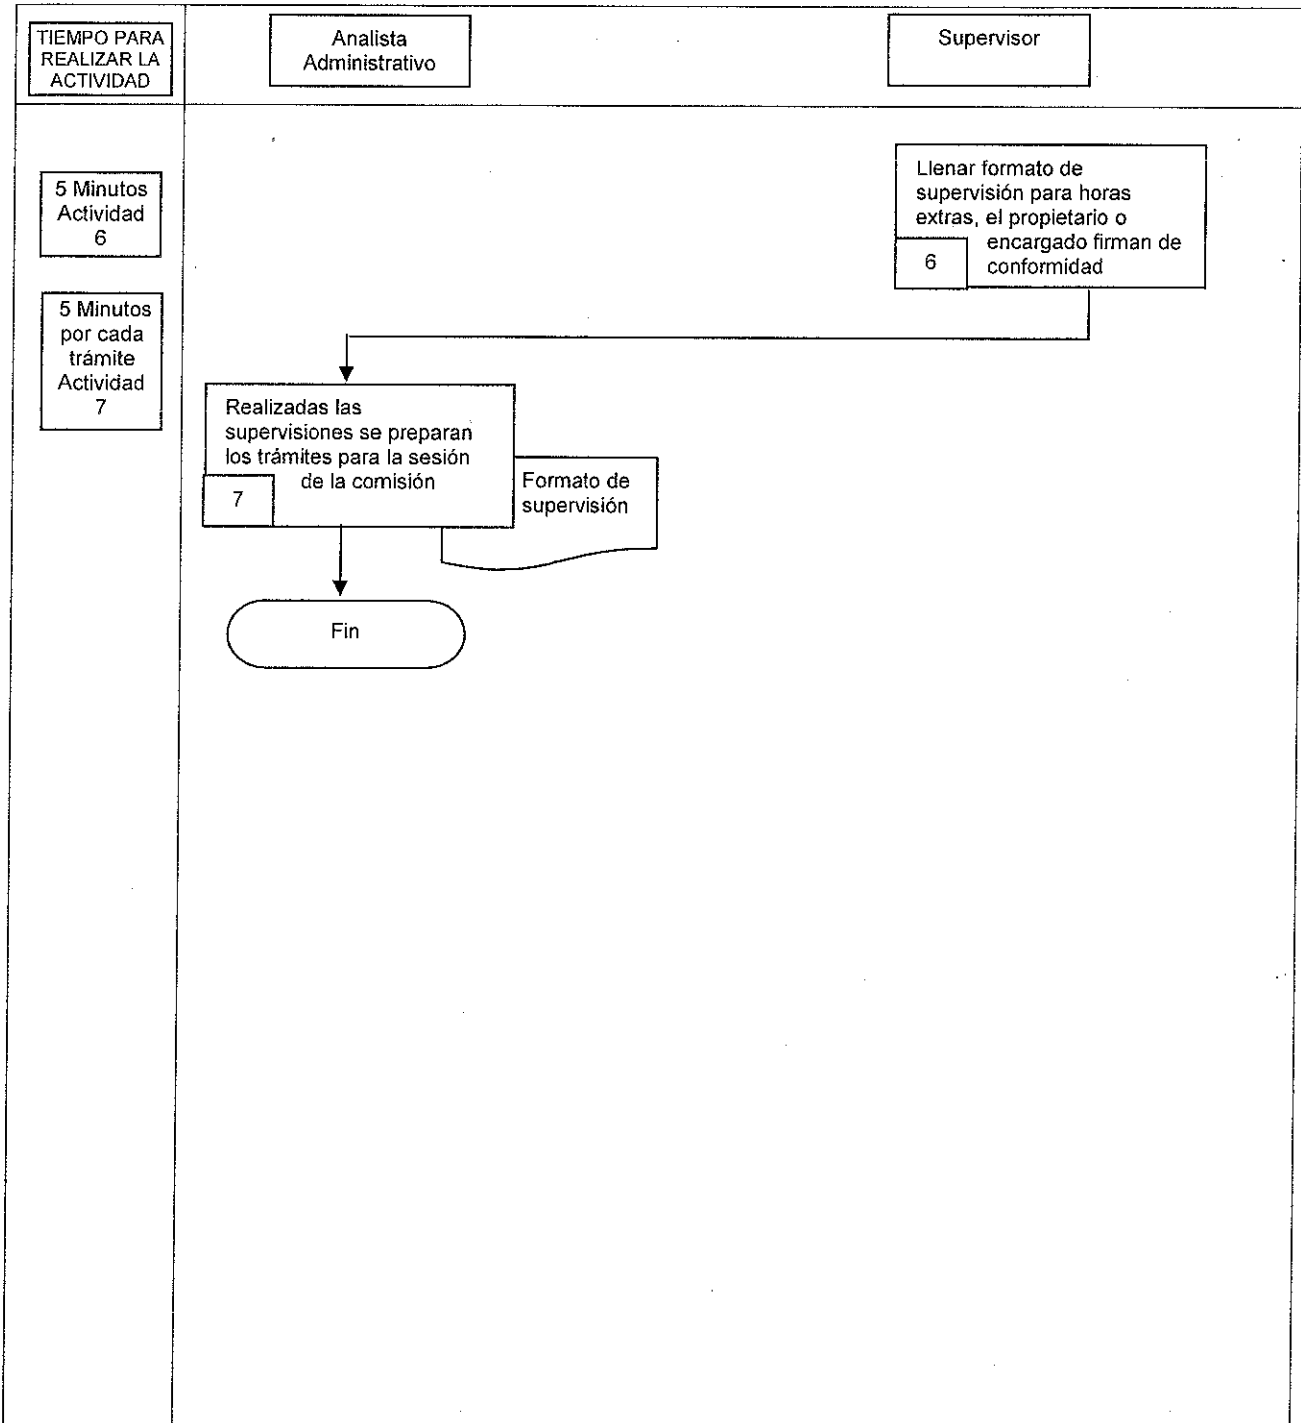 TIEMPO PARA
REALIZAR LA
ACTIVIDAD
Analista
Administrativo
Supervisor
5 Minutos
Actividad
6
Llenar formato de
supervisión para horas
extras, el propietario o
encargado firman de
conformidad
6
5 Minutos
por cada
trámite
Actividad
7
Realizadas las
supervisiones se preparan
los trámites para la sesión
de la comisión
7
Formato de
supervisión
Fin